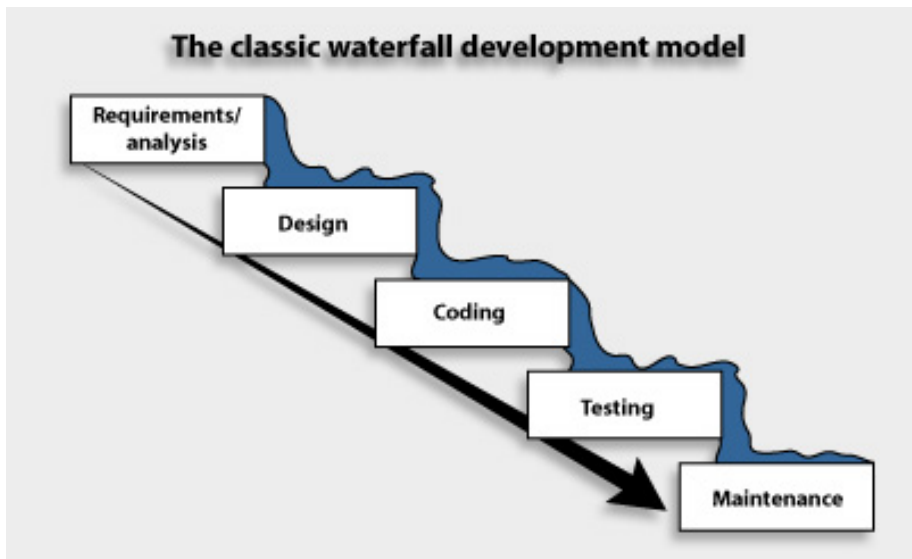 The classic waterfall development model
Requirements/
analysis
Design
Coding
Testing
Maintenance